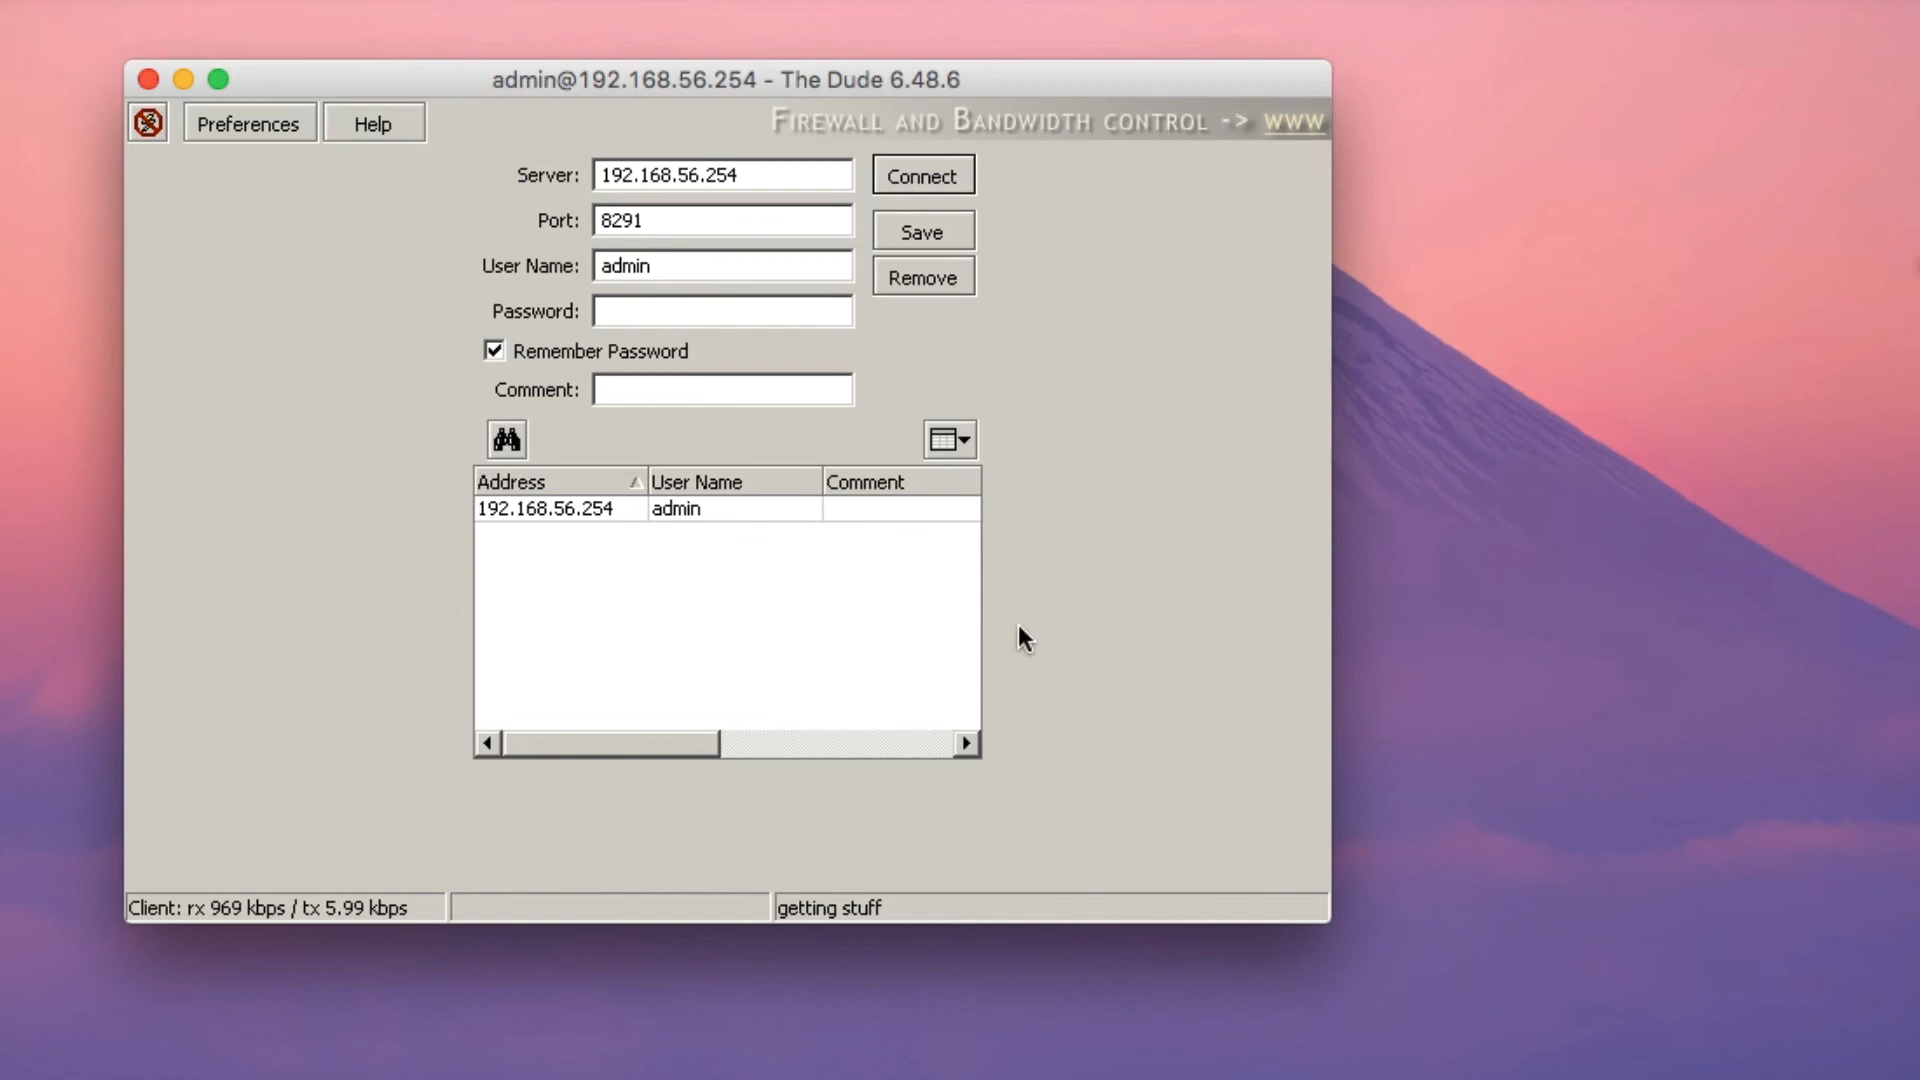 admin@192.168.56.254 - The Dude 6.48.6
Preferences
Help
FIREWALL AND BANDWIDTH CONTROL -> WWW
Server:
192.168.56.254
Connect
Port:
8291
Save
User Name:
admin
Remove
Password:
Remember Password
Comment:
Address
User Name
Comment
192.168.56.254
admin
Client: rx 969 kbps / tx 5.99 kbps
getting stuff